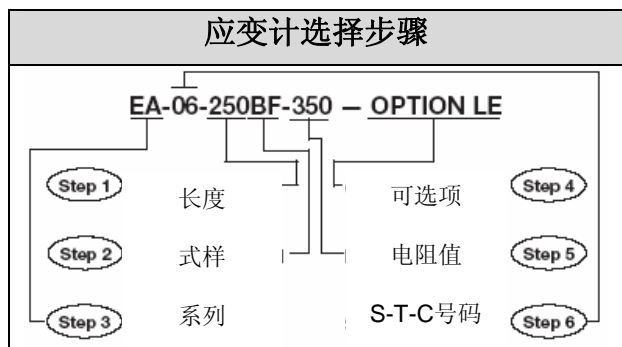 应变计选择步骤
EA-06-250BF-350 – OPTION LE
Step 1 长度 可选项 Step 4
Step 2 式样 电阻值 Step 5
Step 3 系列 S-T-C号码 Step 6